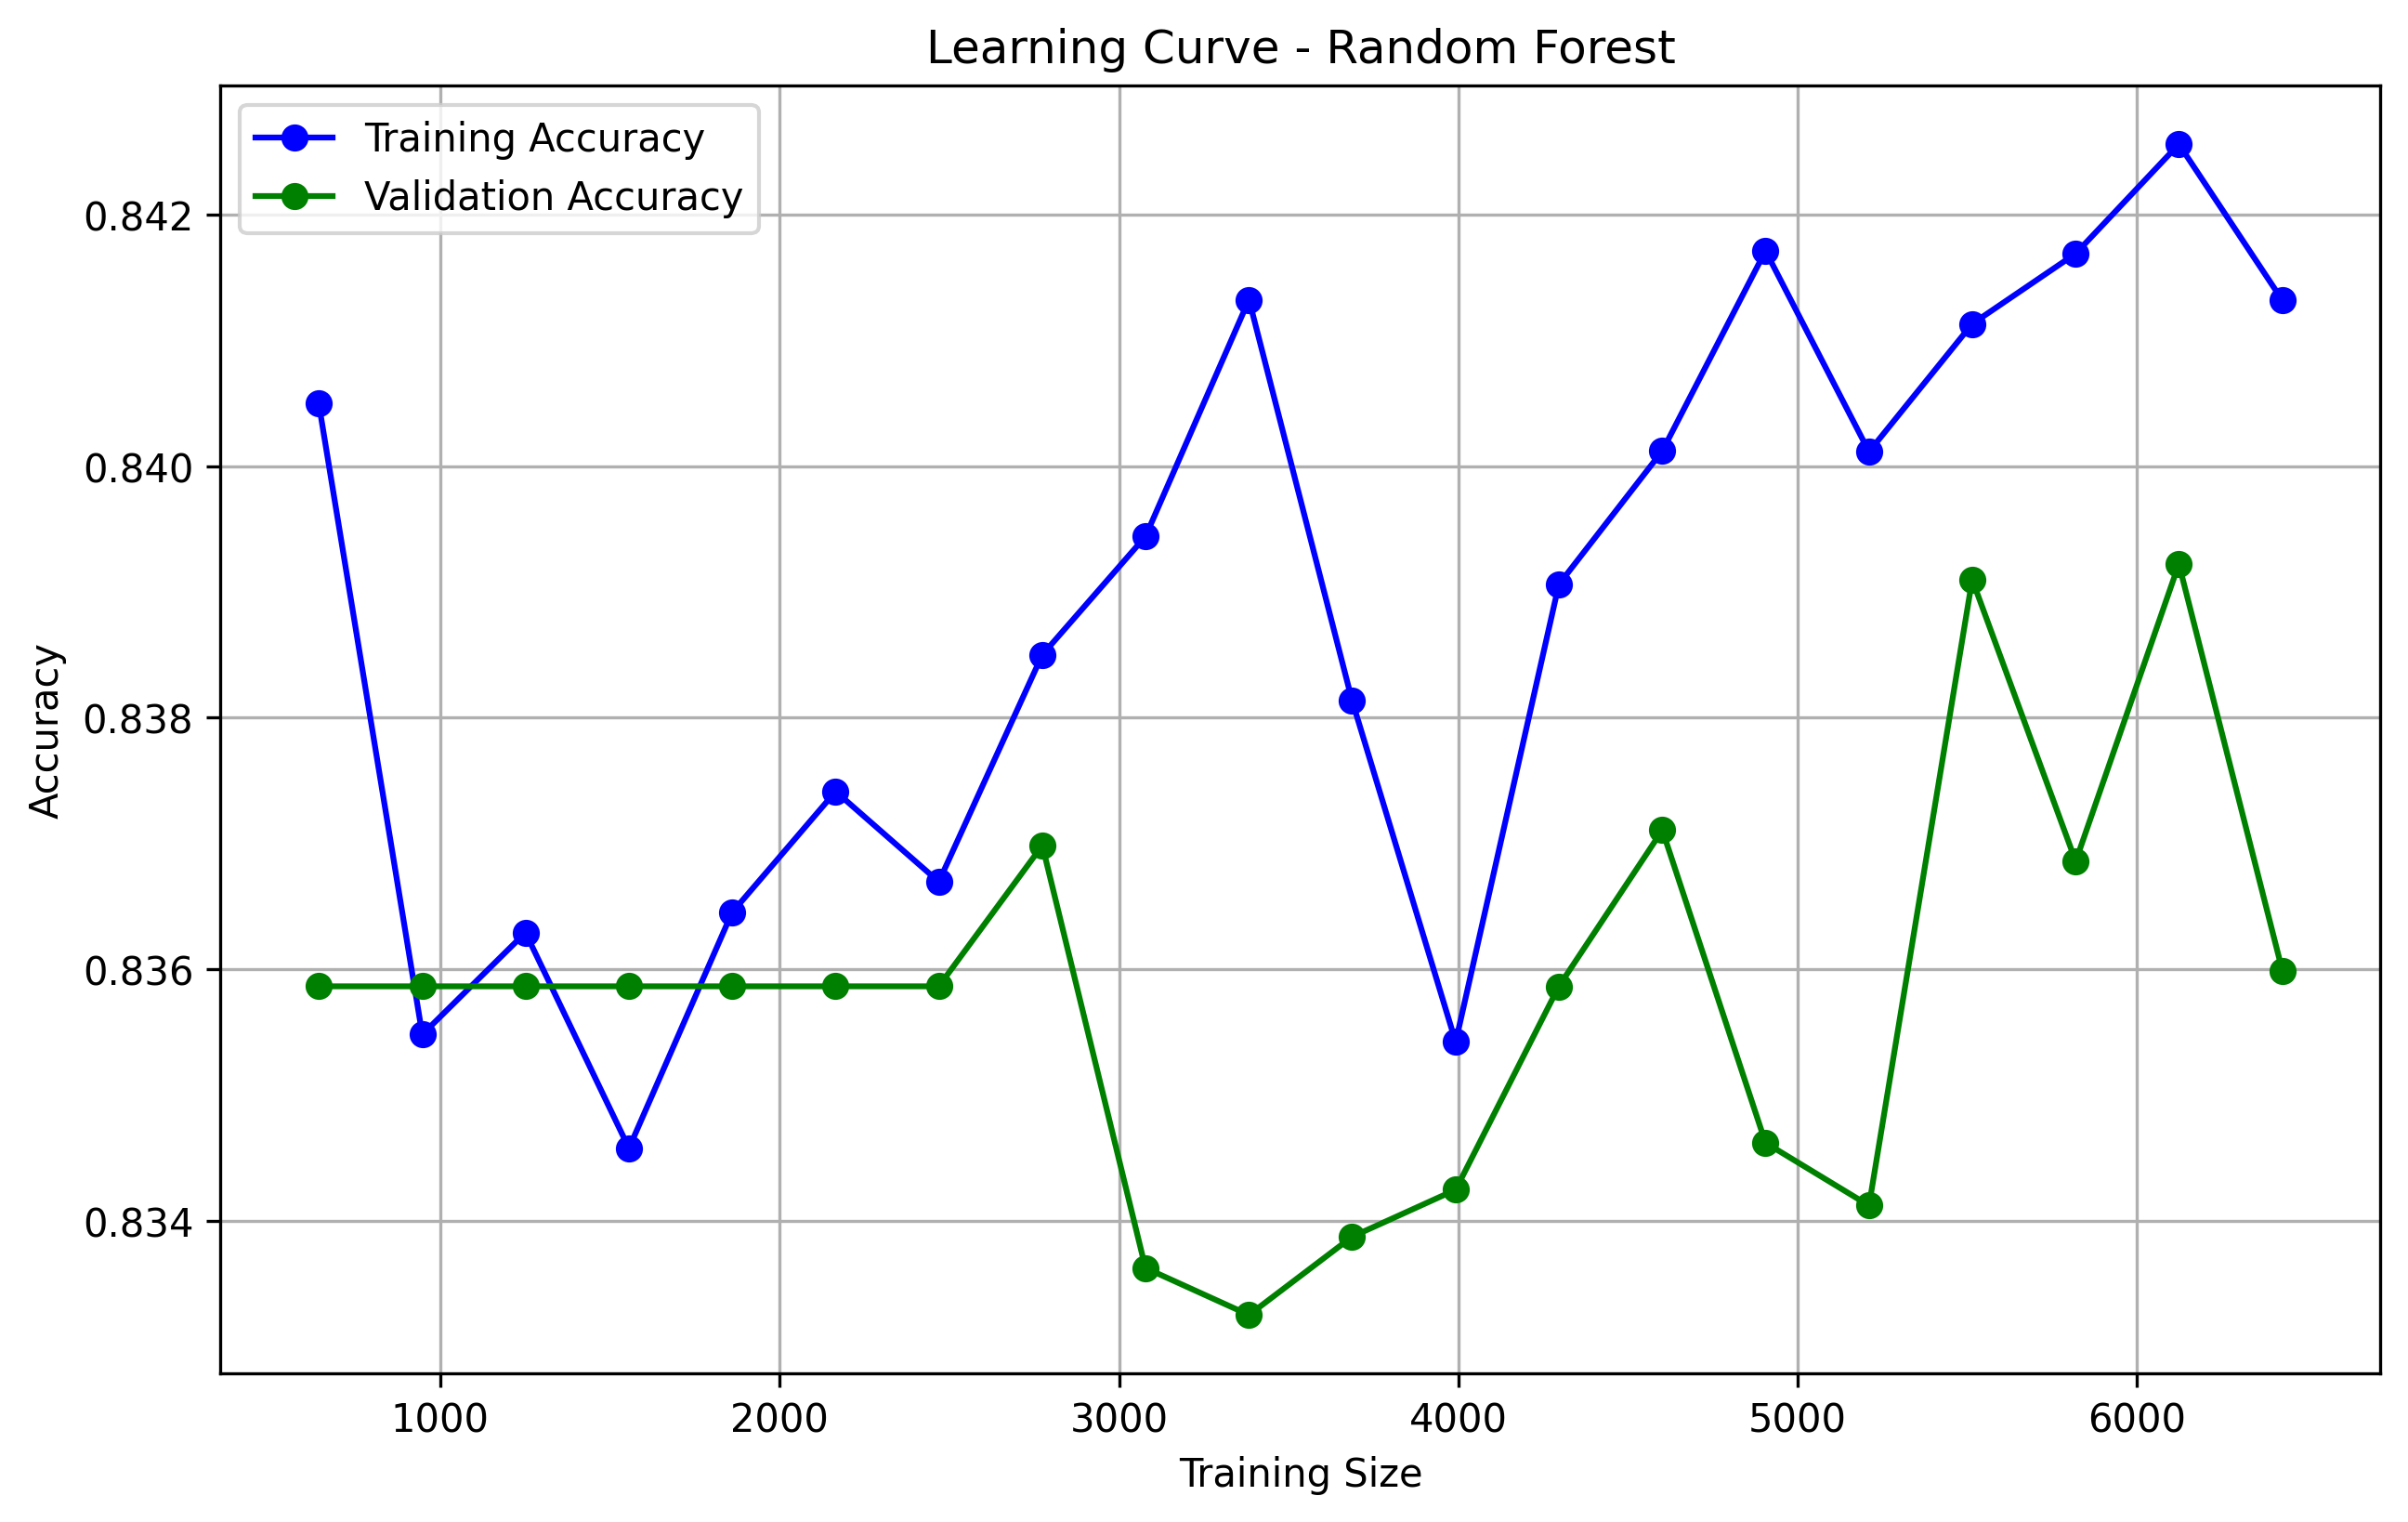 Learning Curve - Random Forest
Training Accuracy
Validation Accuracy
0.842
0.840
0.838
0.836
0.834
Accuracy
1000 2000 3000 4000 5000 6000
Training Size